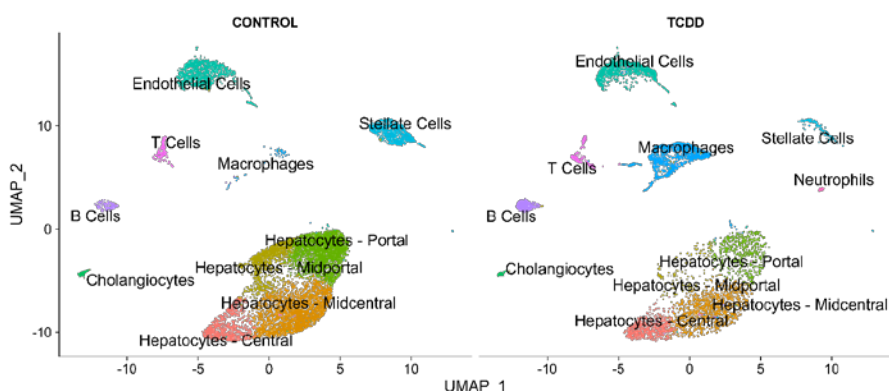 CONTROL
TCDD
Endothelial Cells
Stellate Cells
T Cells
Macrophages
B Cells
Hepatocytes - Portal
Hepatocytes - Midportal
Cholangiocytes
Hepatocytes - Midcentral
Hepatocytes - Central
Endothelial Cells
Macrophages
Stellate Cells
T Cells
Neutrophils
B Cells
Hepatocytes - Portal
Cholangiocytes
Hepatocytes - Midportal
Hepatocytes - Midcentral
Hepatocytes - Central
UMAP_2
10
0
-10
-10 -5 0 5 10 -10 -5 0 5 10
UMAP_1